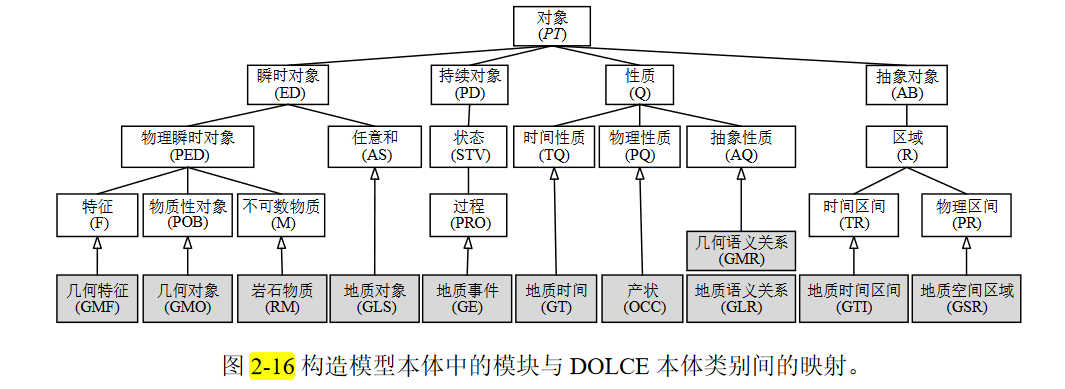 对象
(PT)
瞬时对象
(ED)
持续对象
(PD)
性质
(Q)
抽象对象
(AB)
物理瞬时对象
(PED)
任意和
(AS)
状态
(STV)
时间性质
(TQ)
物理性质
(PQ)
抽象性质
(AQ)
区域
(R)
特征
(F)
物质性对象
(POB)
不可数物质
(M)
过程
(PRO)
时间区间
(TR)
物理区间
(PR)
几何语义关系
(GMR)
几何特征
(GMF)
几何对象
(GMO)
岩石物质
(RM)
地质对象
(GLS)
地质事件
(GE)
地质时间
(GT)
产状
(OCC)
地质语义关系
(GLR)
地质时间区间
(GTI)
地质空间区域
(GSR)
图 2-16 构造模型本体中的模块与 DOLCE 本体类别间的映射。